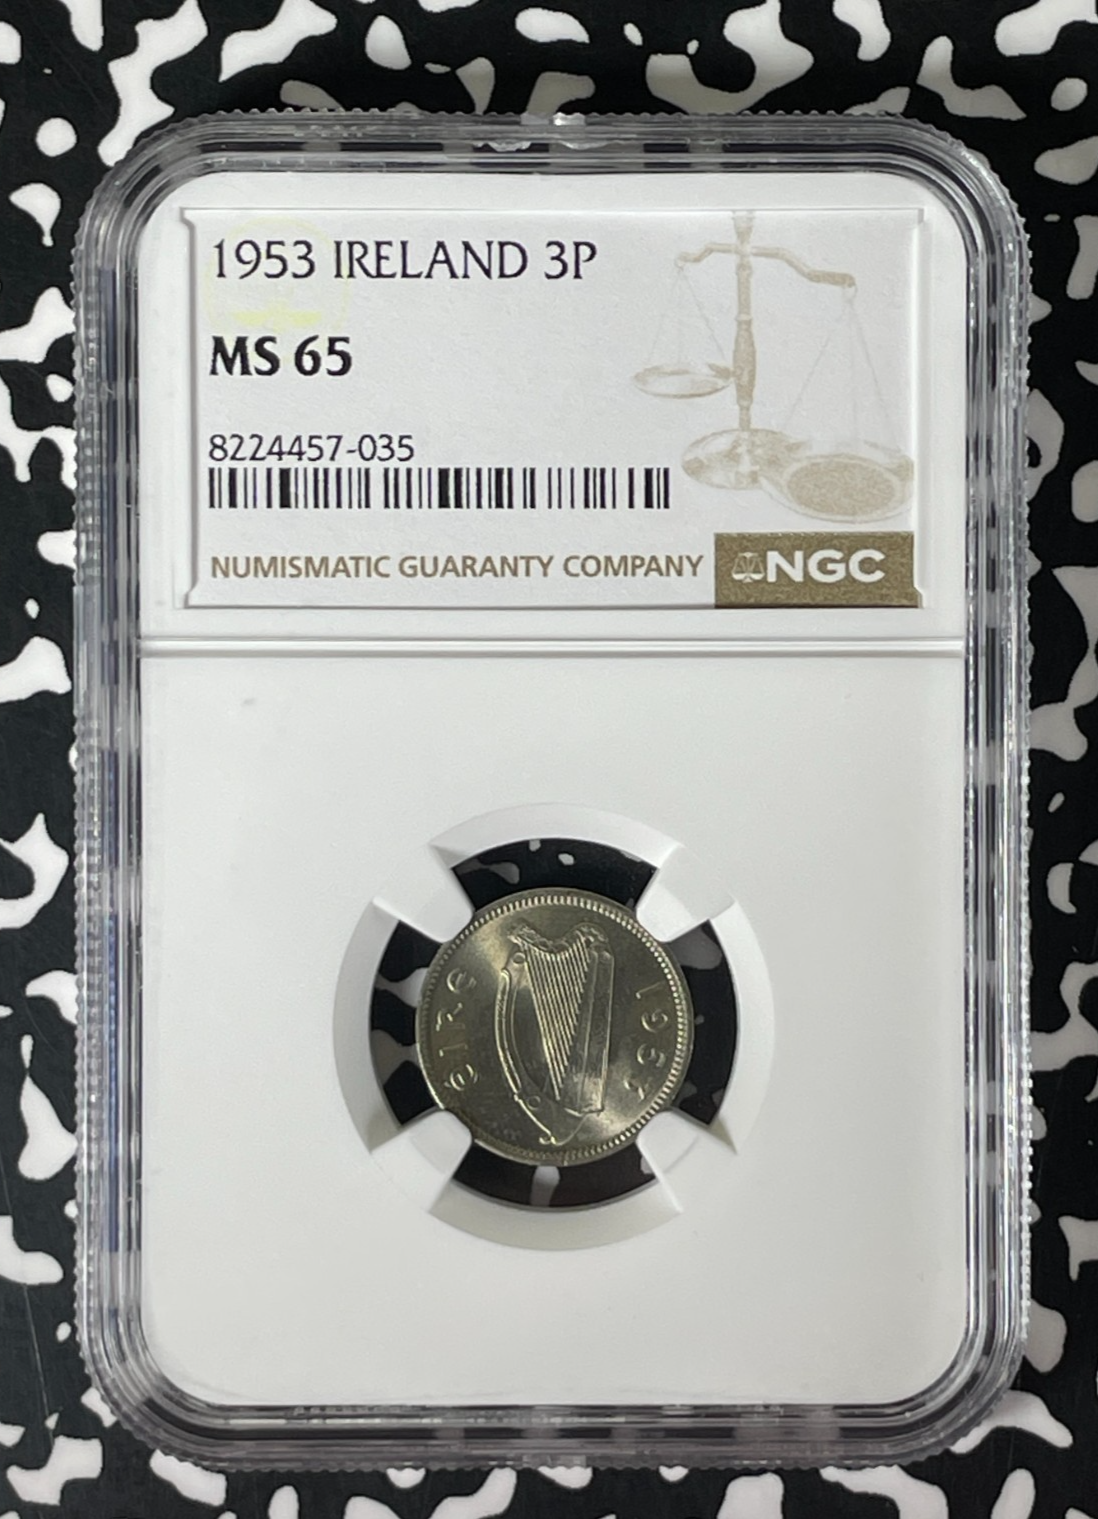 1953 IRELAND 3P
MS 65
8224457-035
NUMISMATIC GUARANTY COMPANY
NGC
éire
1953